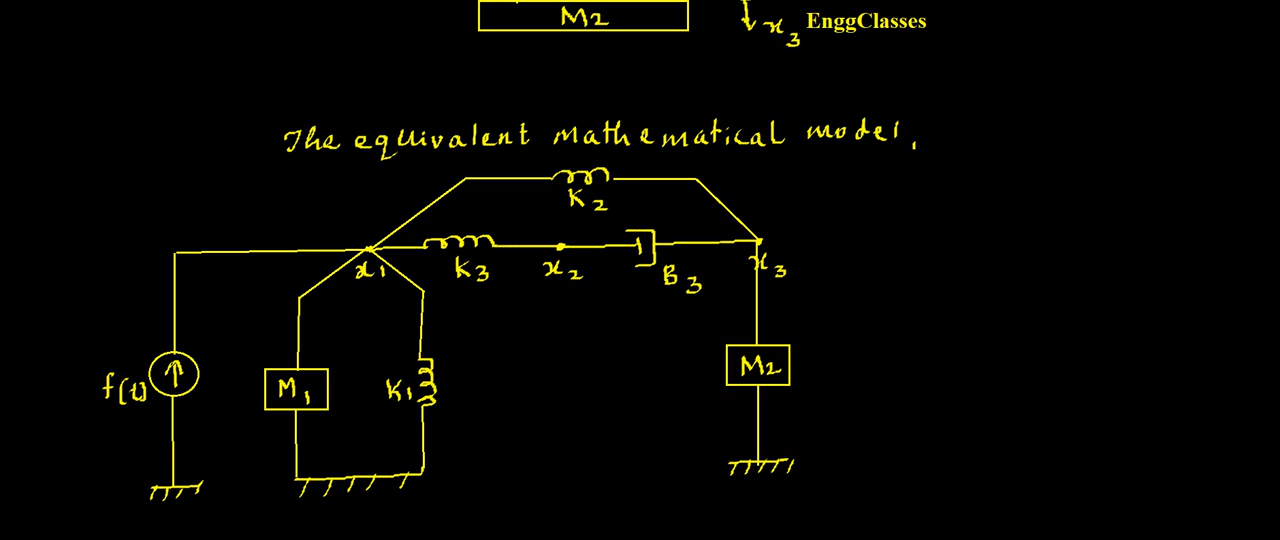 M2
x3 EnggClasses
The equivalent Mathematical model.
K2
x1 K3 x2 B3 x3
f(t) M1 K1 M2